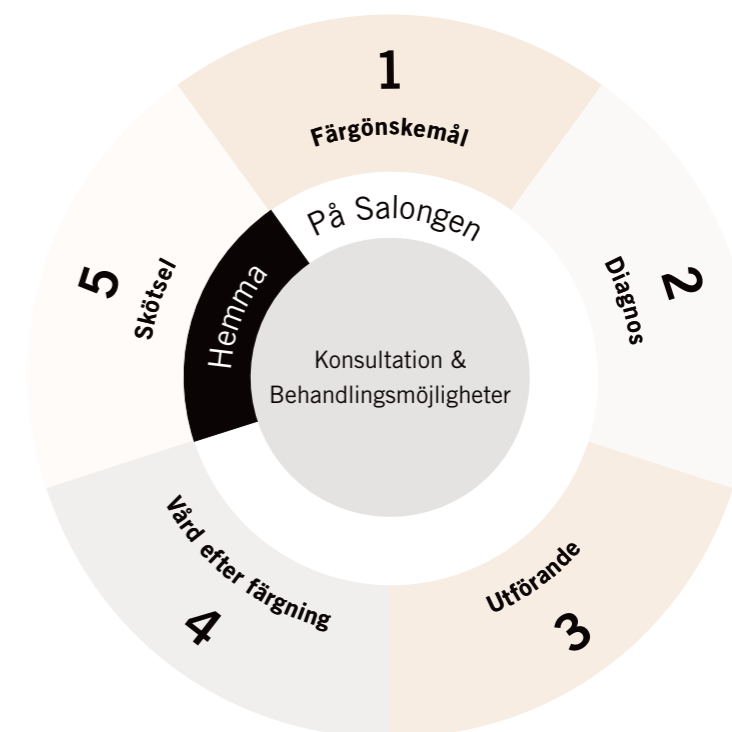 1
Färgönskemål
2
Diagnos
3
Utförande
4
Vård efter färgning
5
Skötsel
På Salongen
Hemma
Konsultation &
Behandlingsmöjligheter